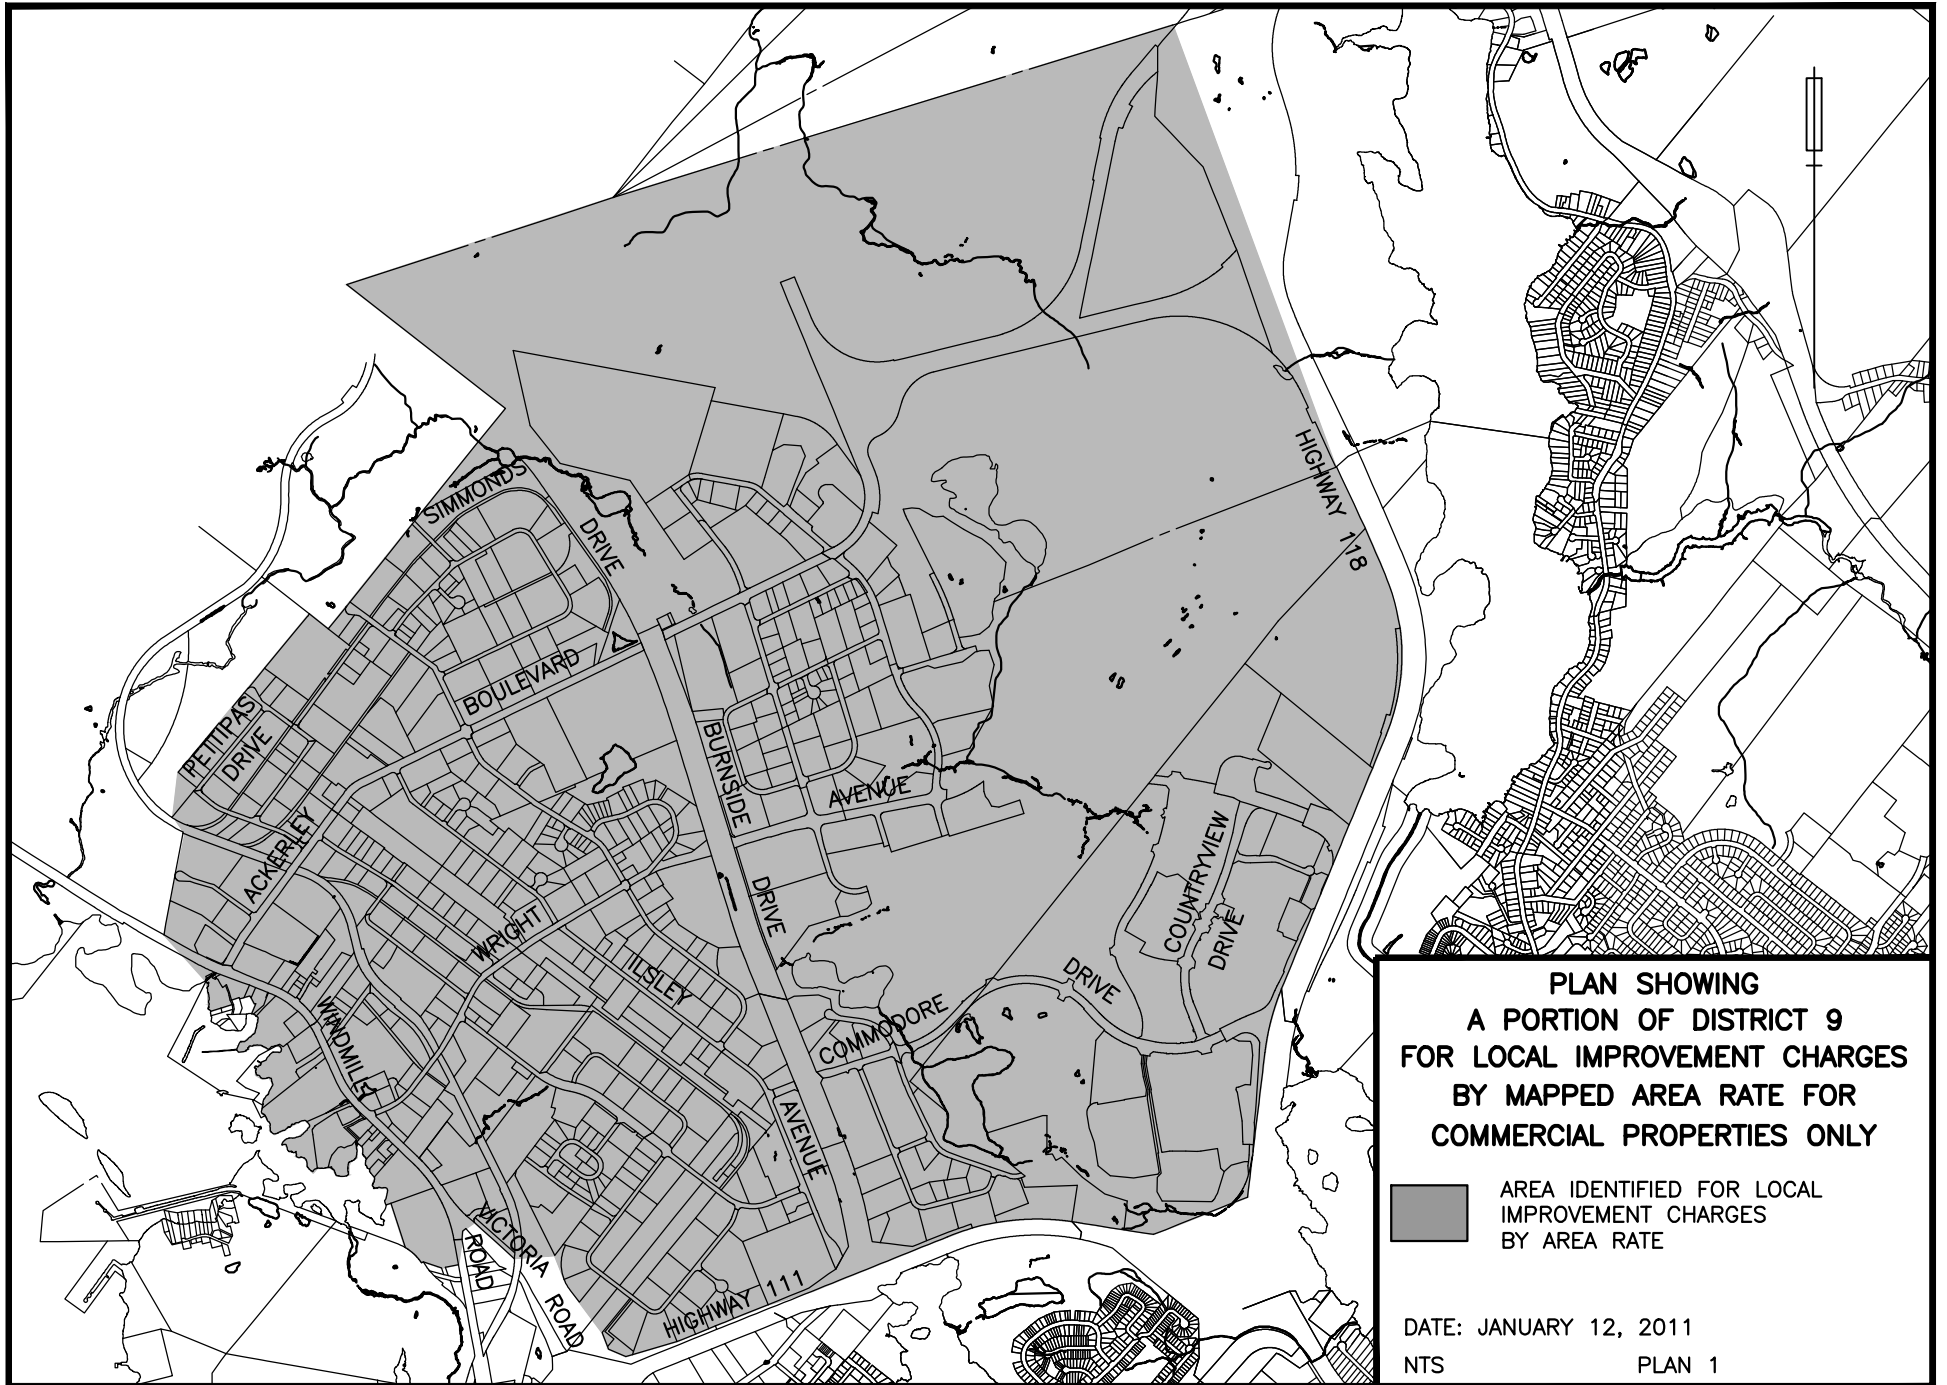 SIMMONDS
DRIVE
HIGHWAY 118
BOULEVARD
PETTIPAS
DRIVE
BURNSIDE
AVENUE
ACKERLEY
COUNTRYVIEW
DRIVE
DRIVE
WRIGHT
ILSLEY
DRIVE
COMMODORE
WINDMILL
AVENUE
VICTORIA
ROAD
ROAD
HIGHWAY 111
PLAN SHOWING
A PORTION OF DISTRICT 9
FOR LOCAL IMPROVEMENT CHARGES
BY MAPPED AREA RATE FOR
COMMERCIAL PROPERTIES ONLY
AREA IDENTIFIED FOR LOCAL
IMPROVEMENT CHARGES
BY AREA RATE
DATE: JANUARY 12, 2011
NTS PLAN 1